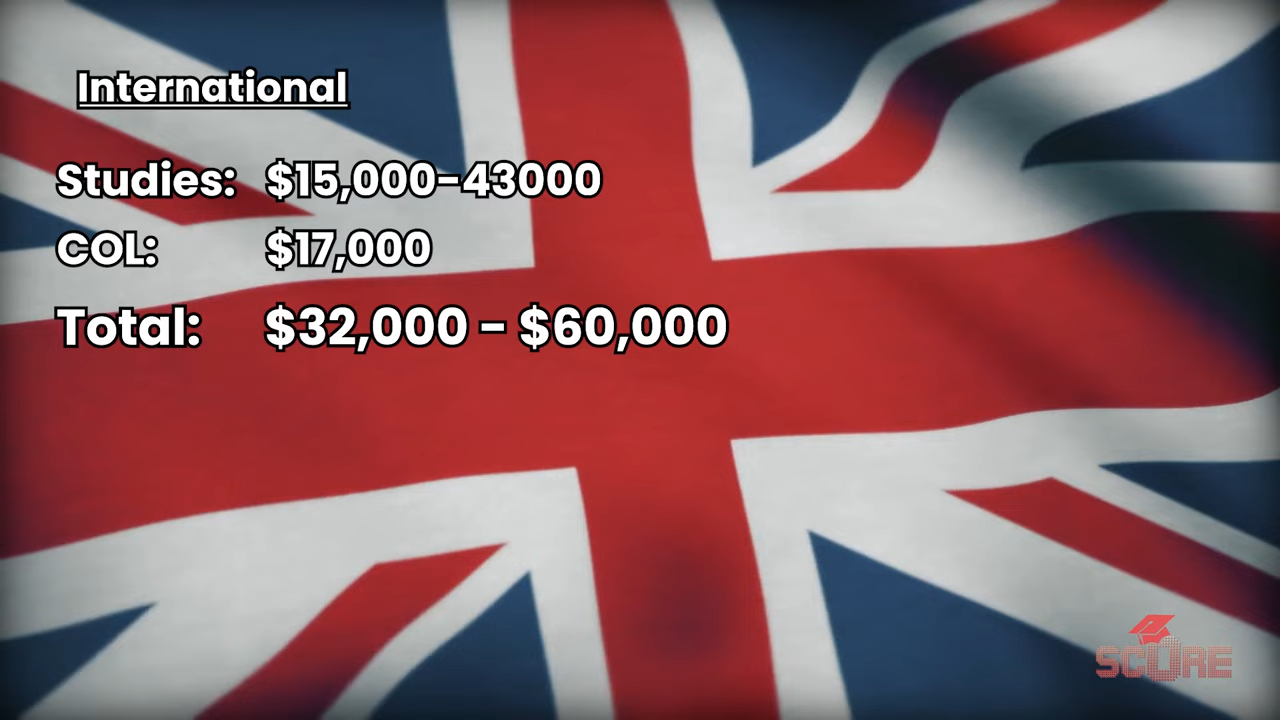 International
Studies: $15,000-43000
COL: $17,000
Total: $32,000 - $60,000
SCORE